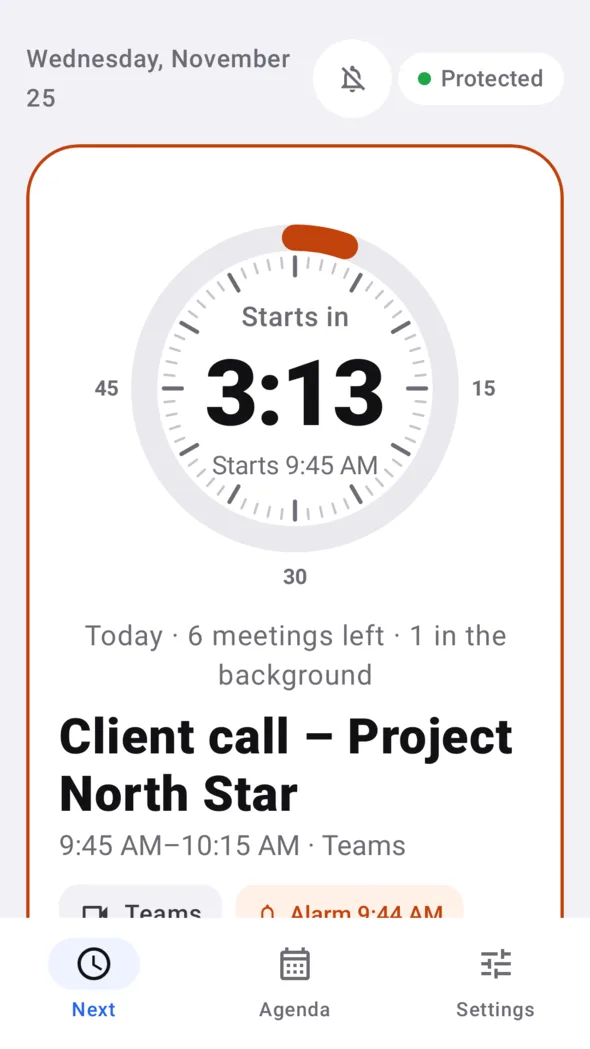 Wednesday, November
25
Protected
Starts in
3:13
Starts 9:45 AM
45
15
30
Today · 6 meetings left · 1 in the
background
Client call – Project
North Star
9:45 AM–10:15 AM · Teams
Teams
Alarm 9:44 AM
Next
Agenda
Settings